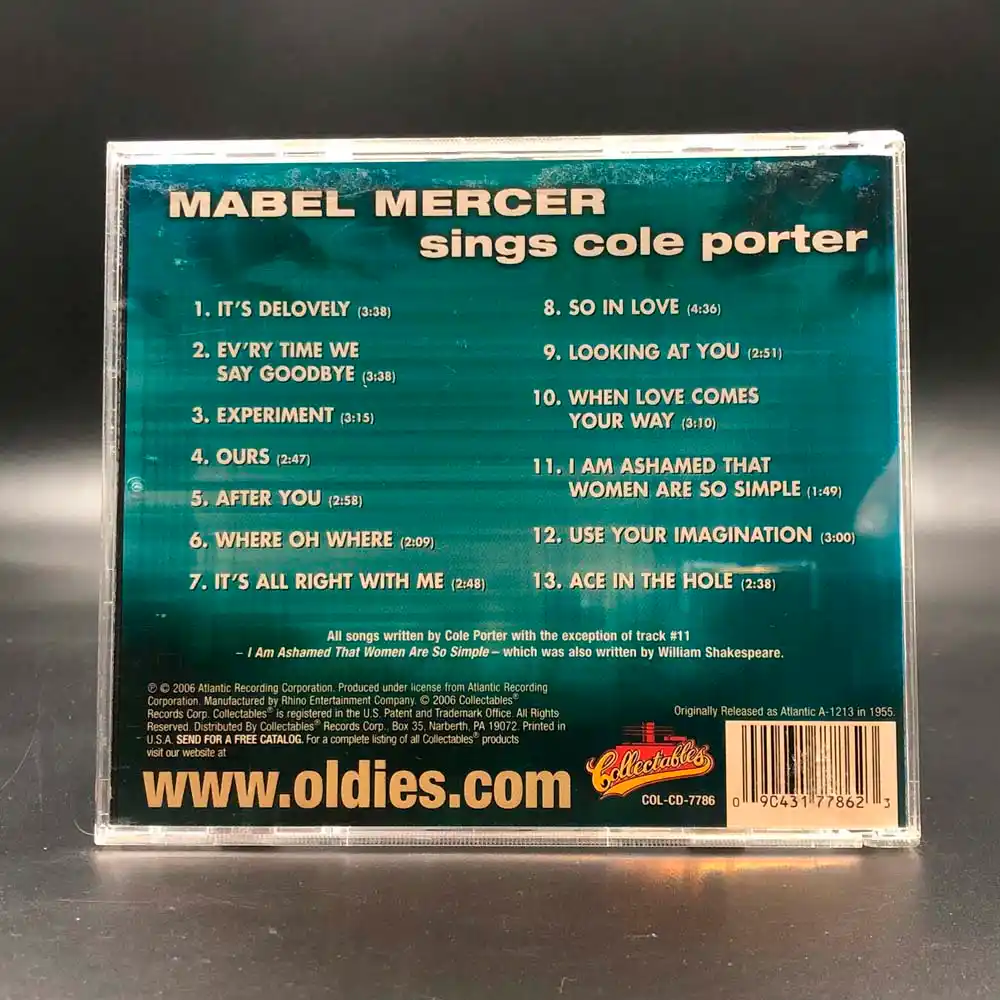 MABEL MERCER
sings cole porter
1. IT'S DELOVELY (3:38)
2. EV'RY TIME WE
SAY GOODBYE (3:38)
3. EXPERIMENT (3:15)
4. OURS (2:47)
5. AFTER YOU (2:58)
6. WHERE OH WHERE (2:09)
7. IT'S ALL RIGHT WITH ME (2:48)
8. SO IN LOVE (4:36)
9. LOOKING AT YOU (2:51)
10. WHEN LOVE COMES
YOUR WAY (3:10)
11. I AM ASHAMED THAT
WOMEN ARE SO SIMPLE (1:49)
12. USE YOUR IMAGINATION (3:00)
13. ACE IN THE HOLE (2:38)
All songs written by Cole Porter with the exception of track #11
– I Am Ashamed That Women Are So Simple – which was also written by William Shakespeare.
℗ © 2006 Atlantic Recording Corporation. Produced under license from Atlantic Recording
Corporation. Manufactured by Rhino Entertainment Company. © 2006 Collectables®
Records Corp. Collectables® is registered in the U.S. Patent and Trademark Office. All Rights
Reserved. Distributed By Collectables® Records Corp., Box 35, Narberth, PA 19072. Printed in
U.S.A. SEND FOR A FREE CATALOG. For a complete listing of all Collectables® products
visit our website at
www.oldies.com
Collectables
COL-CD-7786
Originally Released as Atlantic A-1213 in 1955.
0 90431 77862 3